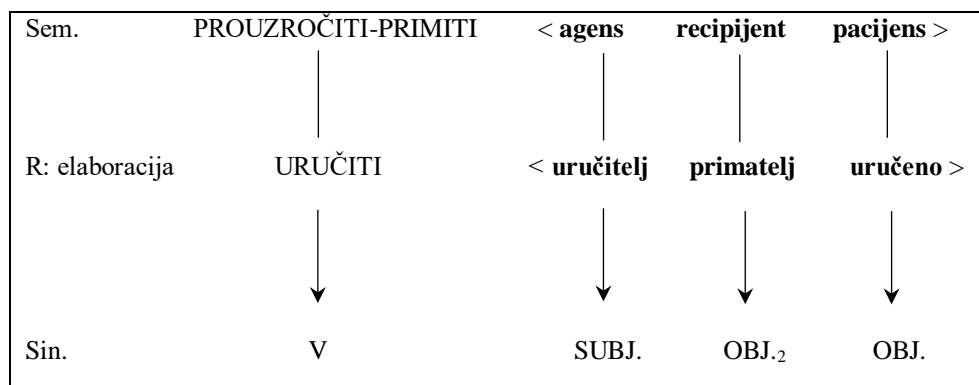 Sem. PROUZROČITI-PRIMITI < agens recipijent pacijens >
R: elaboracija URUČITI < uručitelj primatelj uručeno >
Sin. V SUBJ. OBJ.₂ OBJ.